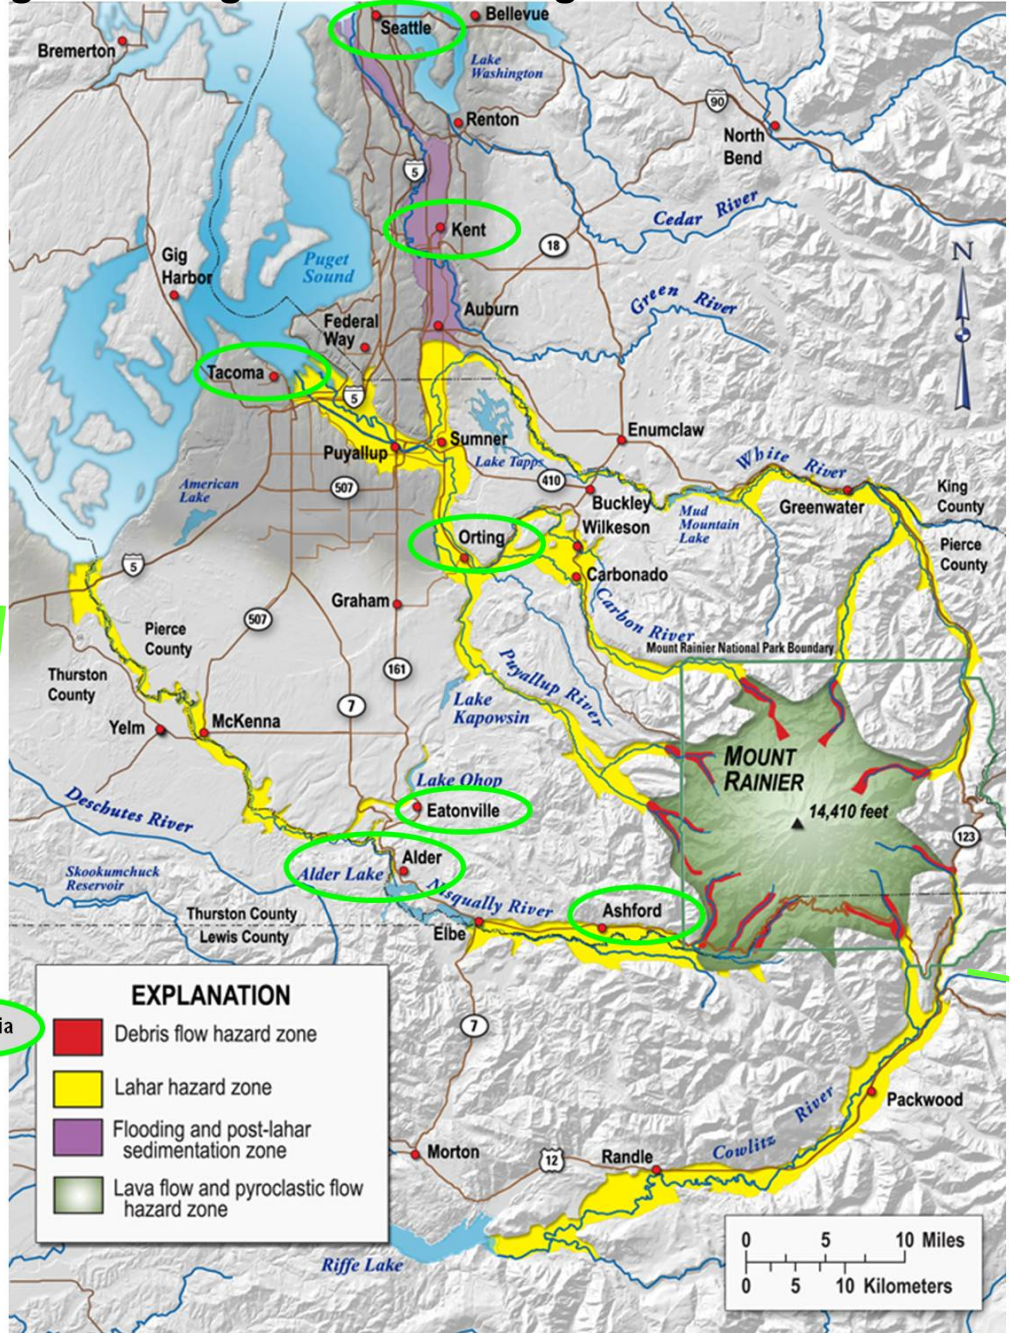 Seattle
Bellevue
Bremerton
Lake
Washington
90
Renton
North
Bend
5
Cedar River
Kent
18
Gig
Harbor
Puget
Sound
N
Green River
Auburn
Federal
Way
Tacoma
5
Enumclaw
Sumner
Puyallup
Lake Tapps
White River
American
Lake
507
410
Buckley
Mud
Mountain
Lake
Greenwater
King
County
Pierce
County
Wilkeson
Orting
5
Carbonado
Graham
Carbon River
507
Pierce
County
Mount Rainier National Park Boundary
Thurston
County
161
Puyallup River
Lake
Kapowsin
7
Yelm
McKenna
MOUNT
RAINIER
14,410 feet
Lake Ohop
Deschutes River
Eatonville
123
Alder
Alder Lake
Skookumchuck
Reservoir
Nisqually River
Ashford
Thurston County
Lewis County
Elbe
EXPLANATION
Debris flow hazard zone
Lahar hazard zone
Flooding and post-lahar
sedimentation zone
Lava flow and pyroclastic flow
hazard zone
ia
7
Packwood
Cowlitz River
Morton
12
Randle
Riffe Lake
0 5 10 Miles
0 5 10 Kilometers